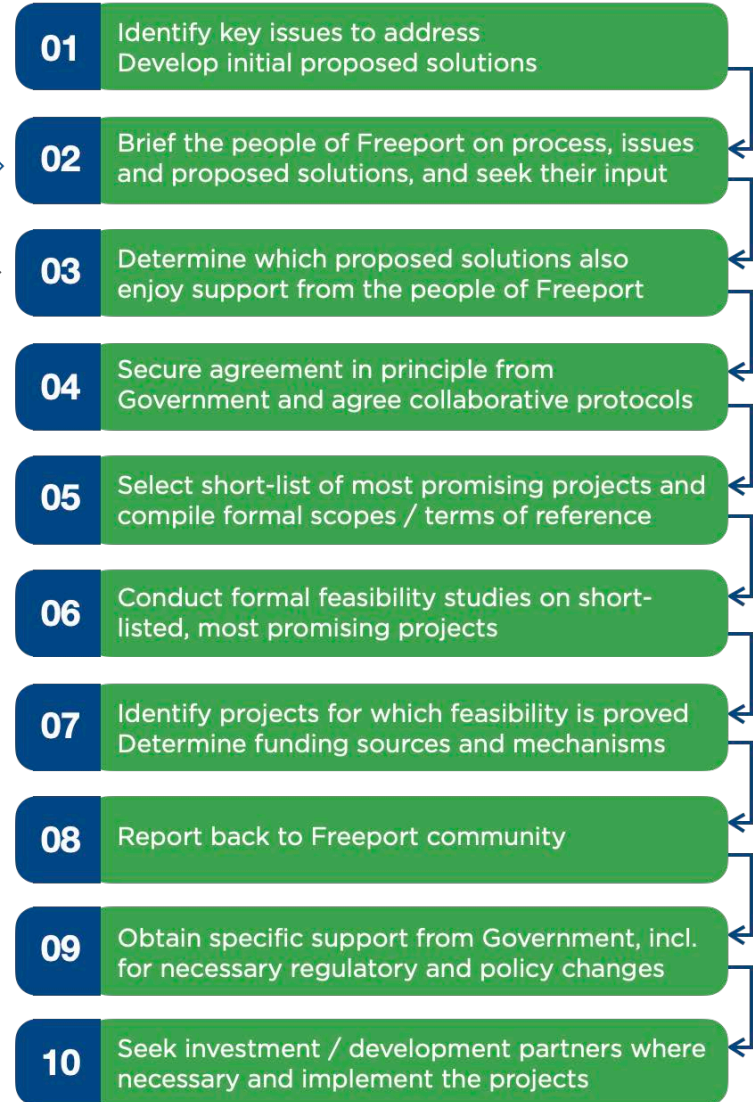 01
Identify key issues to address
Develop initial proposed solutions
02
Brief the people of Freeport on process, issues
and proposed solutions, and seek their input
03
Determine which proposed solutions also
enjoy support from the people of Freeport
04
Secure agreement in principle from
Government and agree collaborative protocols
05
Select short-list of most promising projects and
compile formal scopes / terms of reference
06
Conduct formal feasibility studies on short-
listed, most promising projects
07
Identify projects for which feasibility is proved
Determine funding sources and mechanisms
08
Report back to Freeport community
09
Obtain specific support from Government, incl.
for necessary regulatory and policy changes
10
Seek investment / development partners where
necessary and implement the projects